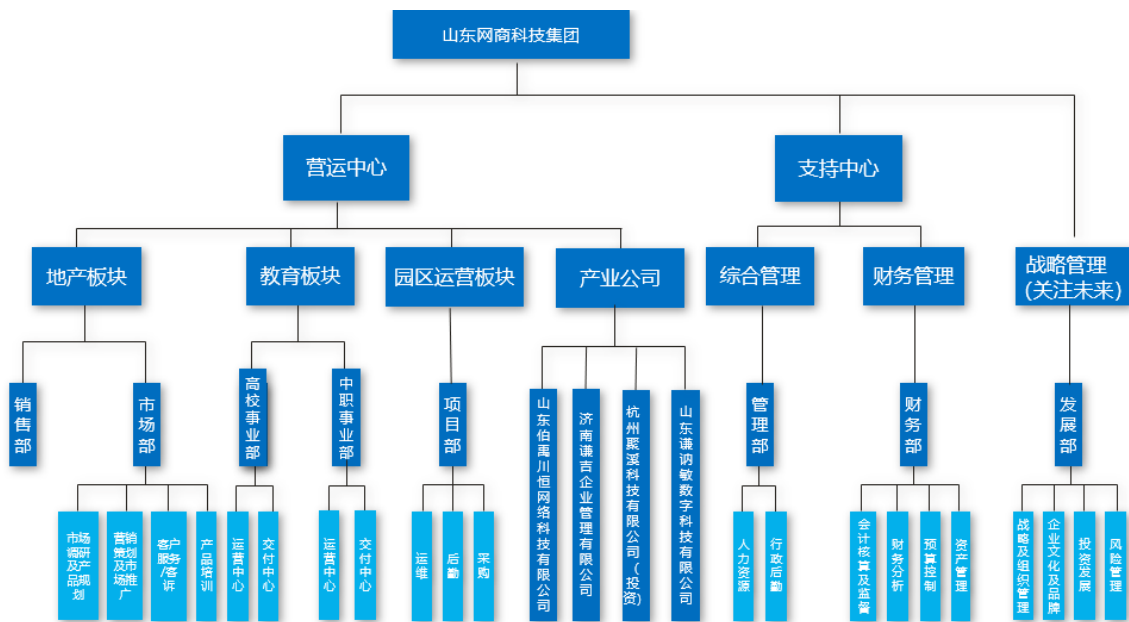 山东网商科技集团
营运中心
支持中心
地产板块
教育板块
园区运营板块
产业公司
综合管理
财务管理
战略管理
(关注未来)
销售部
市场部
高校事业部
中职事业部
项目部
山东伯禹川恒网络科技有限公司
济南谦吉企业管理有限公司
杭州聚溪科技有限公司（投资)
山东谦讷敏数字科技有限公司
管理部
财务部
发展部
市场调研及产品规划
营销策划及市场推广
客户服务/客诉
产品培训
运营中心
交付中心
运营中心
交付中心
运维
后勤
采购
人力资源
行政后勤
会计核算及监督
财务分析
预算控制
资产管理
战略及组织管理
企业文化及品牌
投资发展
风险管理